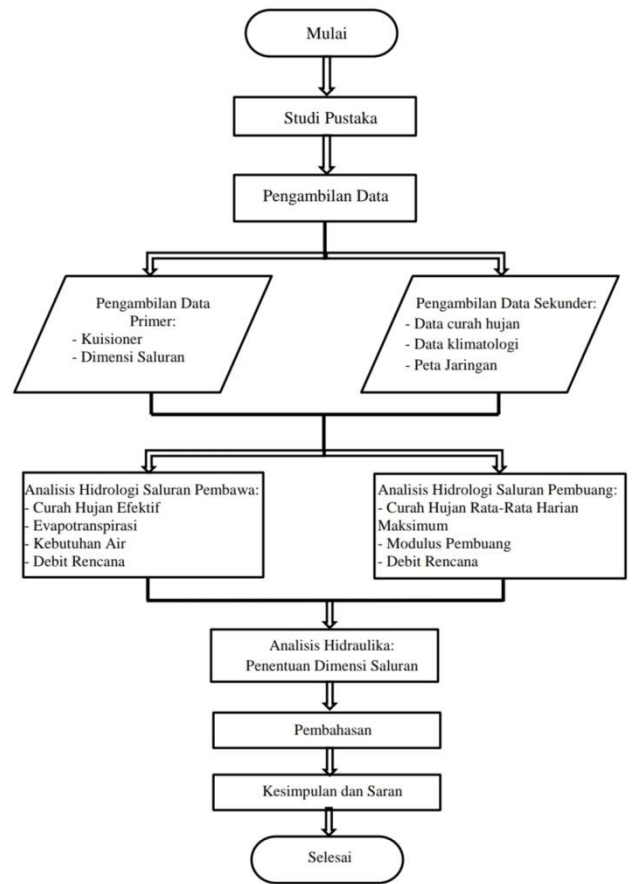 Mulai
Studi Pustaka
Pengambilan Data
Pengambilan Data
Primer:
- Kuisioner
- Dimensi Saluran
Pengambilan Data Sekunder:
- Data curah hujan
- Data klimatologi
- Peta Jaringan
Analisis Hidrologi Saluran Pembawa:
- Curah Hujan Efektif
- Evapotranspirasi
- Kebutuhan Air
- Debit Rencana
Analisis Hidrologi Saluran Pembuang:
- Curah Hujan Rata-Rata Harian
Maksimum
- Modulus Pembuang
- Debit Rencana
Analisis Hidraulika:
Penentuan Dimensi Saluran
Pembahasan
Kesimpulan dan Saran
Selesai